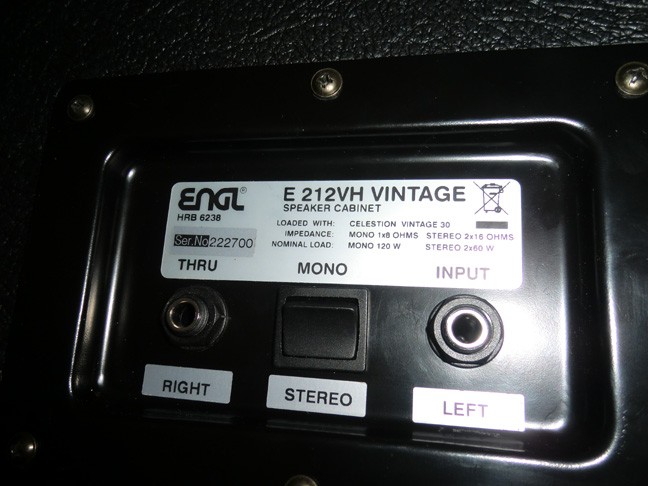 ENGL®
HRB 6238
E 212VH VINTAGE
SPEAKER CABINET
LOADED WITH: CELESTION VINTAGE 30
IMPEDANCE: MONO 1x8 OHMS STEREO 2x16 OHMS
NOMINAL LOAD: MONO 120 W STEREO 2x60 W
Ser.No 222700
THRU MONO INPUT
RIGHT STEREO LEFT